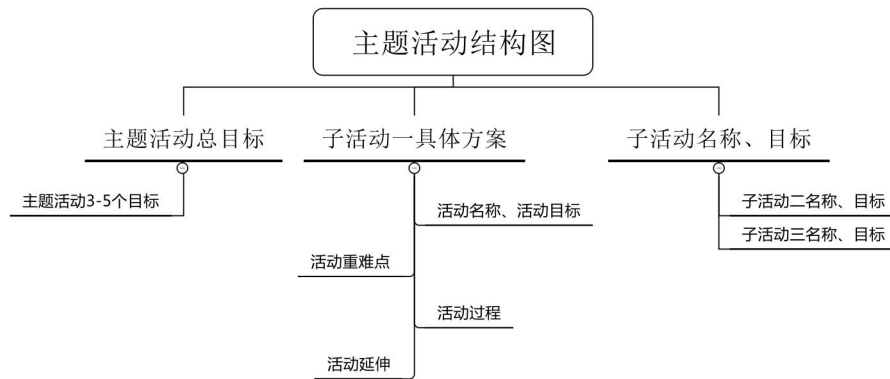 主题活动结构图
主题活动总目标
子活动一具体方案
子活动名称、目标
主题活动3-5个目标
活动名称、活动目标
活动重难点
活动过程
活动延伸
子活动二名称、目标
子活动三名称、目标